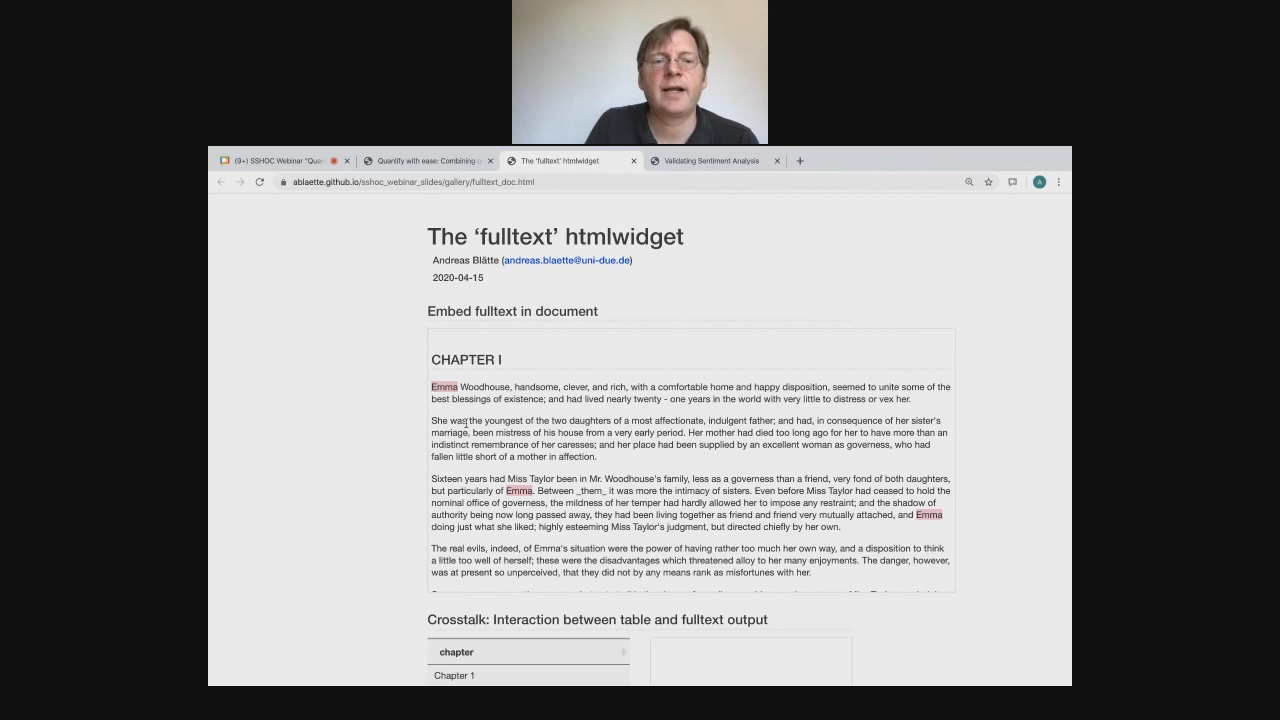 (9+) SSHOC Webinar "Qua
Quanlify with ease: Combining q
The 'fulltext' htmlwidget
Validating Sentiment Analysis
ablaette.github.io/sshoc_webinar_slides/gallery/fulltext_doc.html
A
The ‘fulltext’ htmlwidget
Andreas Blätte (andreas.blaette@uni-due.de)
2020-04-15
Embed fulltext in document
CHAPTER I
Emma Woodhouse, handsome, clever, and rich, with a comfortable home and happy disposition, seemed to unite some of the
best blessings of existence; and had lived nearly twenty - one years in the world with very little to distress or vex her.
She was the youngest of the two daughters of a most affectionate, indulgent father; and had, in consequence of her sister's
marriage, been mistress of his house from a very early period. Her mother had died too long ago for her to have more than an
indistinct remembrance of her caresses; and her place had been supplied by an excellent woman as governess, who had
fallen little short of a mother in affection.
Sixteen years had Miss Taylor been in Mr. Woodhouse's family, less as a governess than a friend, very fond of both daughters,
but particularly of Emma. Between _them_ it was more the intimacy of sisters. Even before Miss Taylor had ceased to hold the
nominal office of governess, the mildness of her temper had hardly allowed her to impose any restraint; and the shadow of
authority being now long passed away, they had been living together as friend and friend very mutually attached, and Emma
doing just what she liked; highly esteeming Miss Taylor's judgment, but directed chiefly by her own.
The real evils, indeed, of Emma's situation were the power of having rather too much her own way, and a disposition to think
a little too well of herself; these were the disadvantages which threatened alloy to her many enjoyments. The danger, however,
was at present so unperceived, that they did not by any means rank as misfortunes with her.
Crosstalk: Interaction between table and fulltext output
chapter
Chapter 1